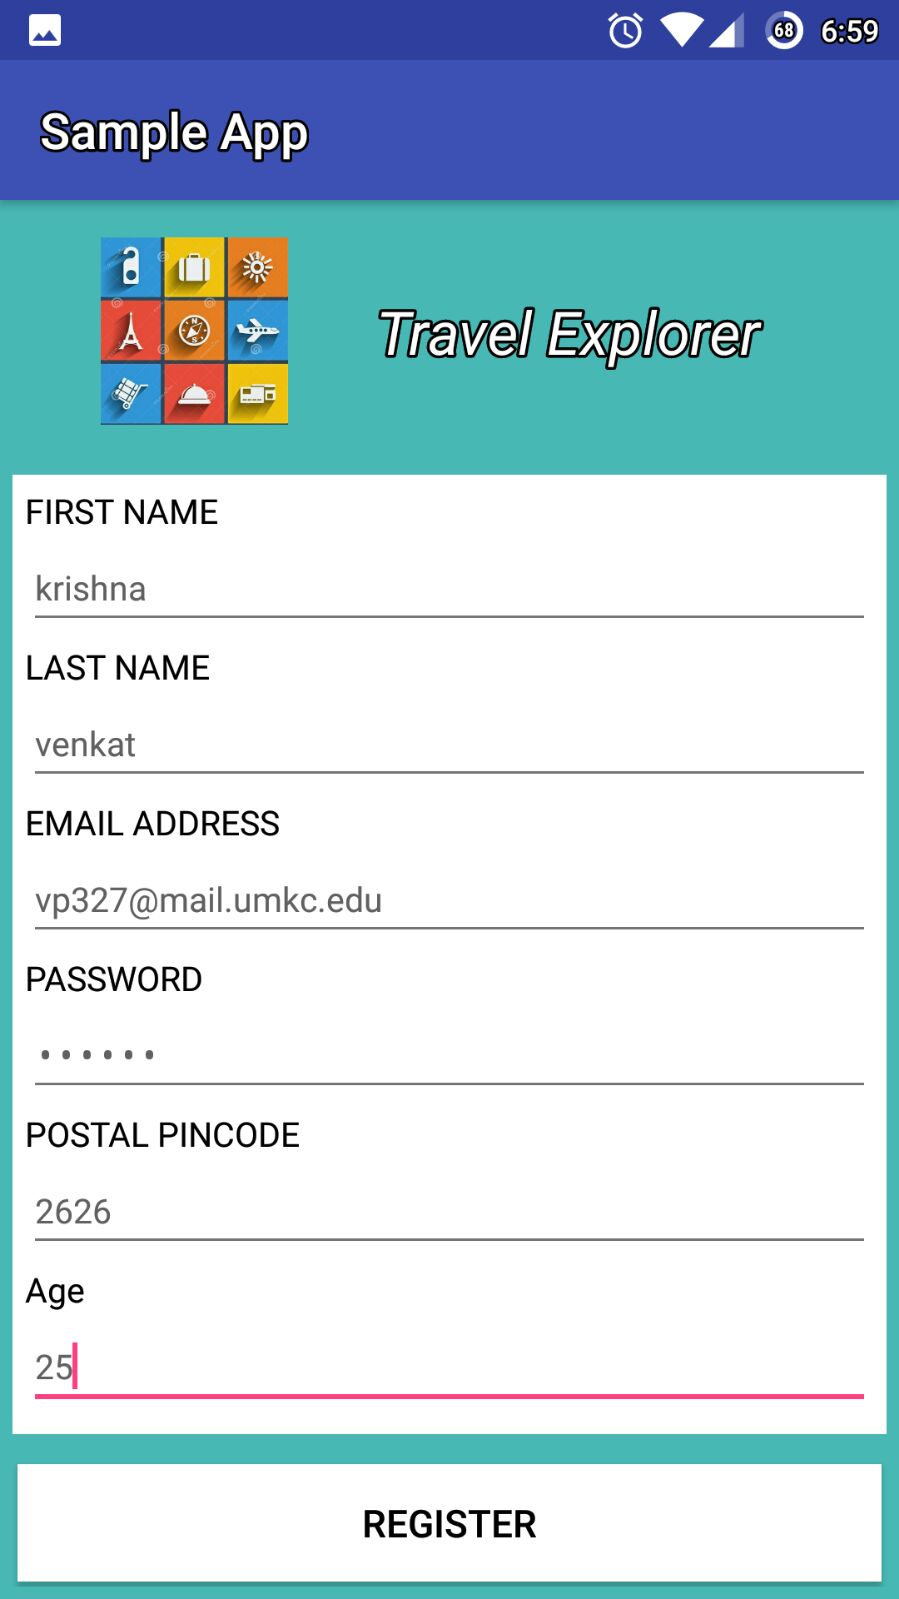 68 6:59
Sample App
Travel Explorer
FIRST NAME
krishna
LAST NAME
venkat
EMAIL ADDRESS
vp327@mail.umkc.edu
PASSWORD
••••••
POSTAL PINCODE
2626
Age
25
REGISTER